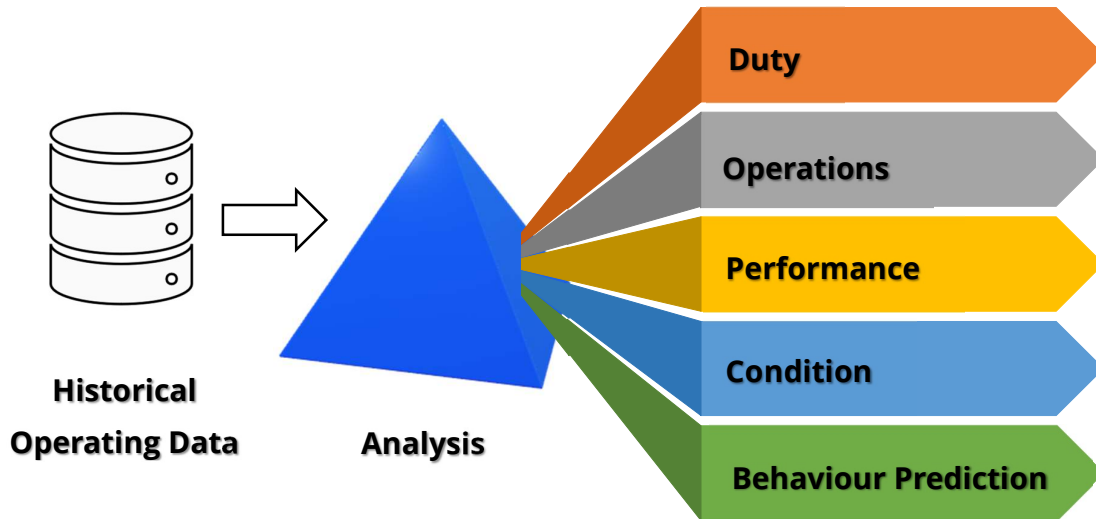 Historical
Operating Data
Analysis
Duty
Operations
Performance
Condition
Behaviour Prediction